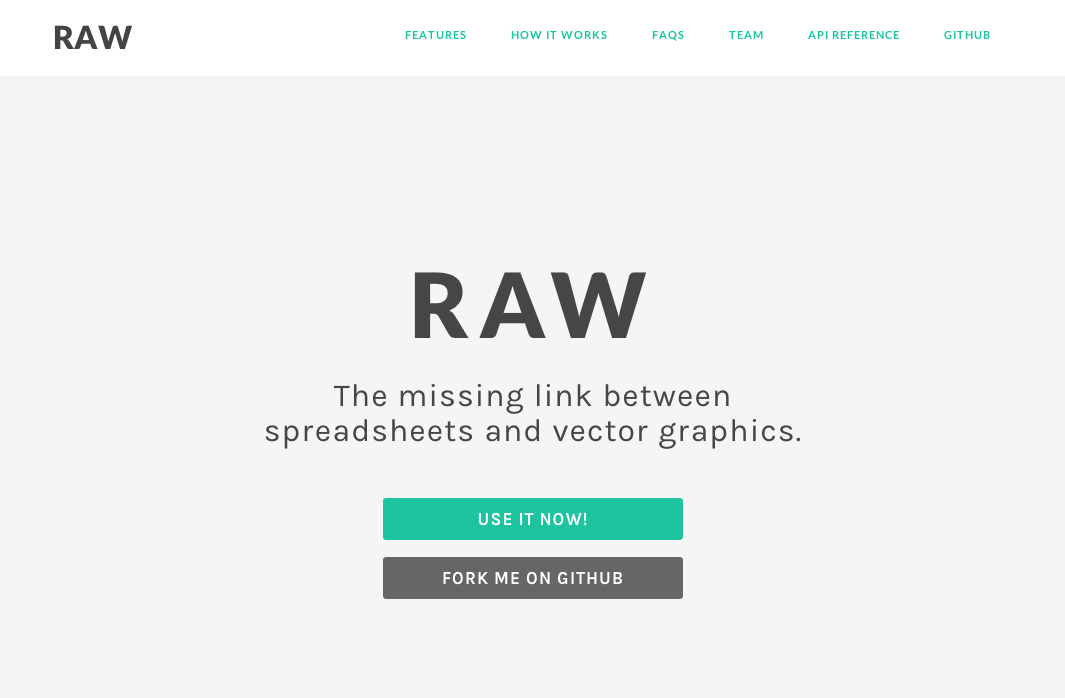 RAW
FEATURES HOW IT WORKS FAQS TEAM API REFERENCE GITHUB
RAW
The missing link between
spreadsheets and vector graphics.
USE IT NOW!
FORK ME ON GITHUB